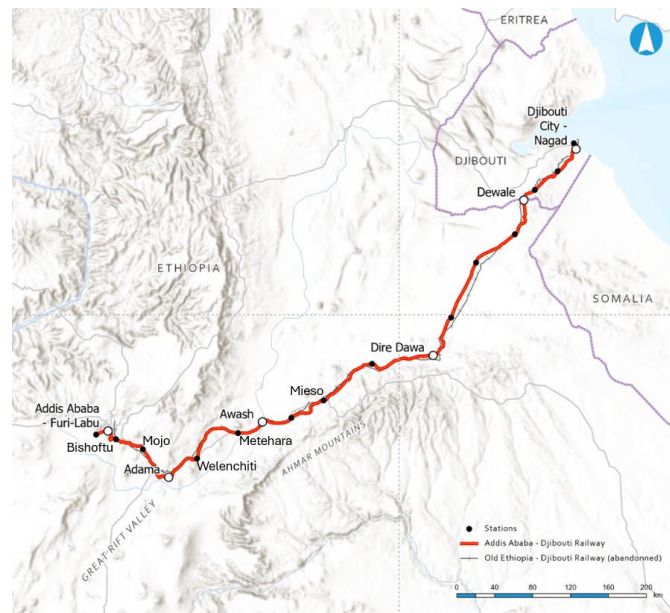 ERITREA
Djibouti
City -
Nagad
DJIBOUTI
Dewale
ETHIOPIA
SOMALIA
Dire Dawa
Mieso
Awash
Addis Ababa
- Furi-Labu
Metehara
Mojo
Bishoftu
AHMAR MOUNTAINS
Welenchiti
Adama
GREAT RIFT VALLEY
Stations
Addis Ababa - Djibouti Railway
Old Ethiopia - Djibouti Railway (abandonned)
0 40 80 120 160 200
km